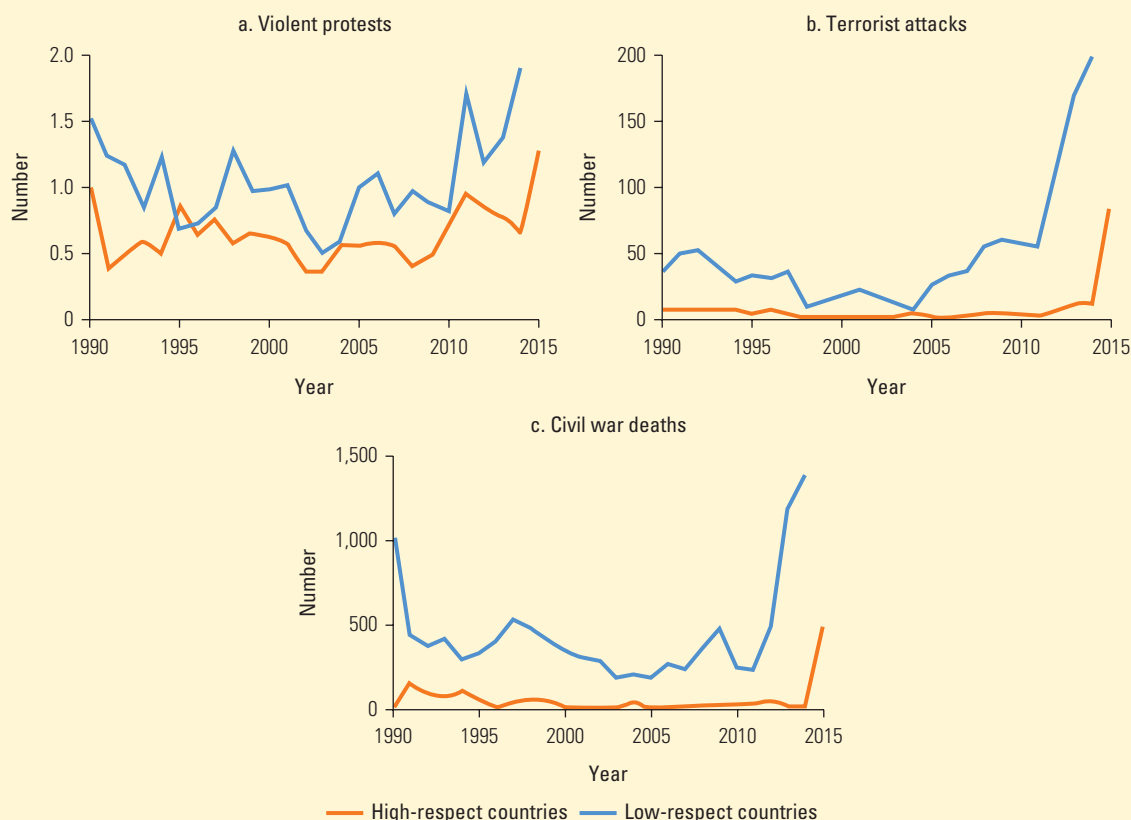 a. Violent protests
2.0
1.5
1.0
0.5
0
Number
1990 1995 2000 2005 2010 2015
Year
b. Terrorist attacks
200
150
100
50
0
Number
1990 1995 2000 2005 2010 2015
Year
c. Civil war deaths
1,500
1,000
500
0
Number
1990 1995 2000 2005 2010 2015
Year
High-respect countries Low-respect countries